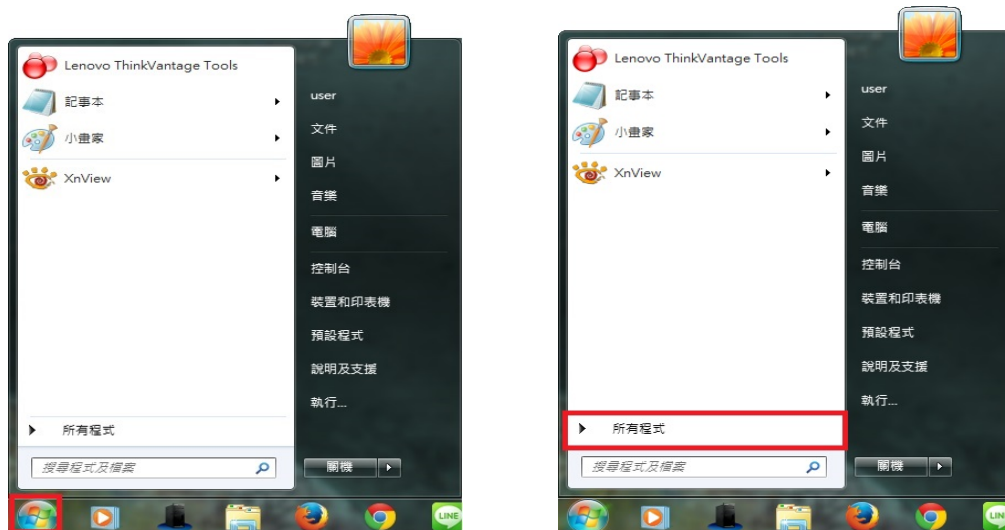 Lenovo ThinkVantage Tools
記事本
小畫家
XnView
所有程式
搜尋程式及檔案
user
文件
圖片
音樂
電腦
控制台
裝置和印表機
預設程式
說明及支援
執行...
關機
LINE
Lenovo ThinkVantage Tools
記事本
小畫家
XnView
所有程式
搜尋程式及檔案
user
文件
圖片
音樂
電腦
控制台
裝置和印表機
預設程式
說明及支援
執行...
關機